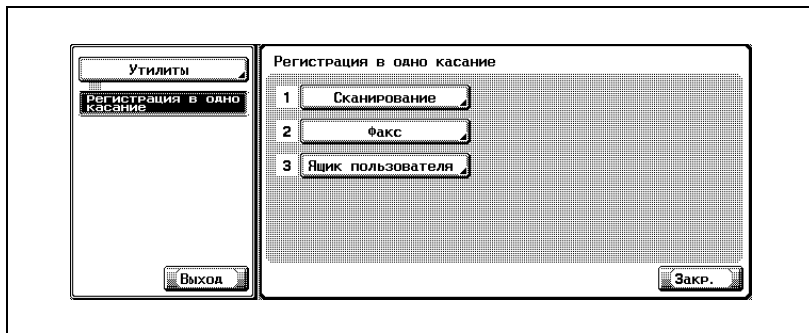 Утилиты
Регистрация в одно
касание
Выход
Регистрация в одно касание
1 Сканирование
2 Факс
3 Ящик пользователя
Закр.